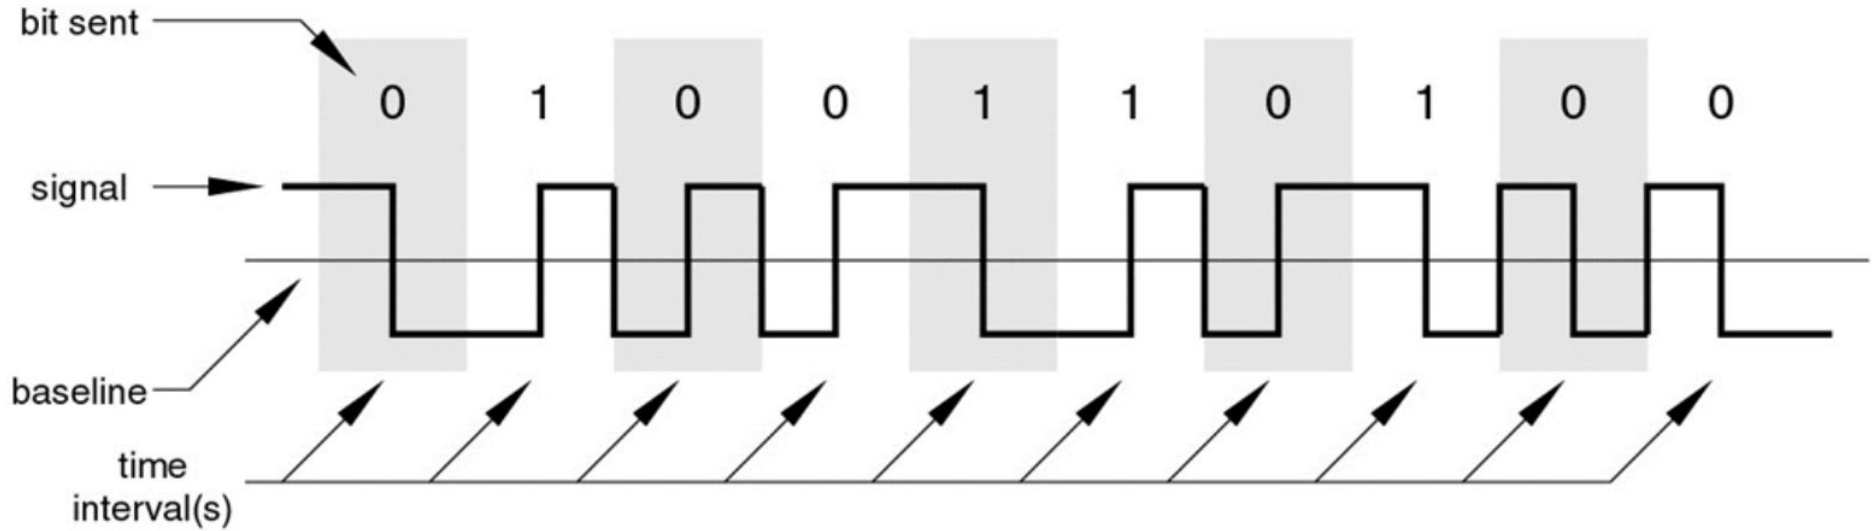 bit sent
0 1 0 0 1 1 0 1 0 0
signal
baseline
time
interval(s)